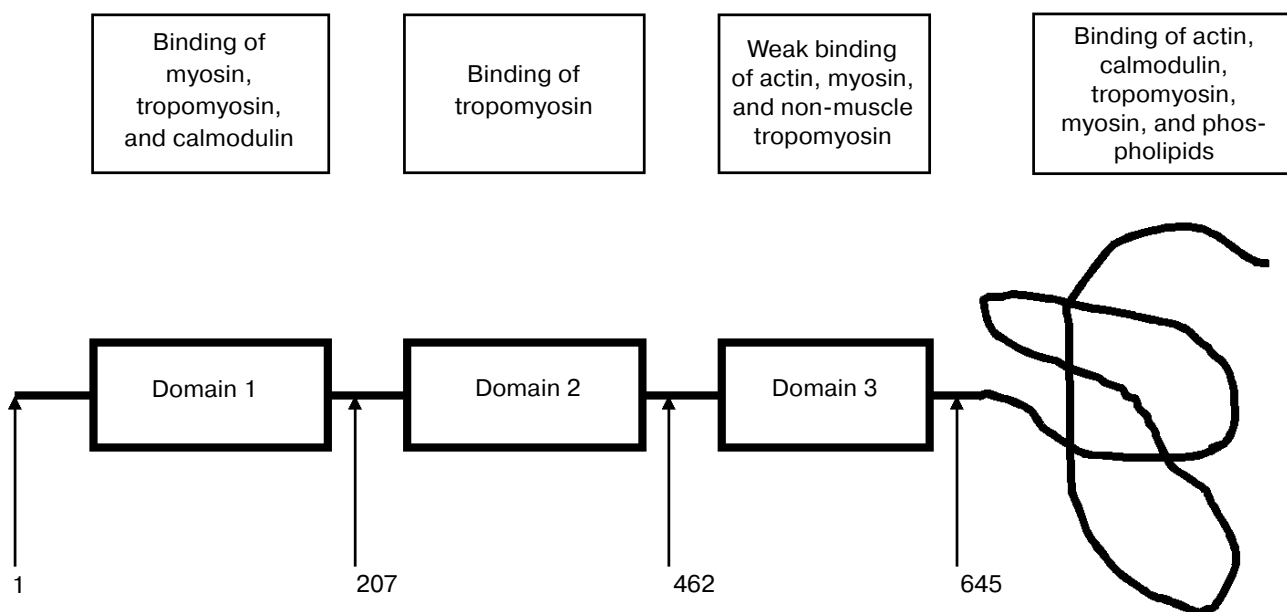 Binding of
myosin,
tropomyosin,
and calmodulin
Binding of
tropomyosin
Weak binding
of actin, myosin,
and non-muscle
tropomyosin
Binding of actin,
calmodulin,
tropomyosin,
myosin, and phos-
pholipids
Domain 1
Domain 2
Domain 3
1
207
462
645